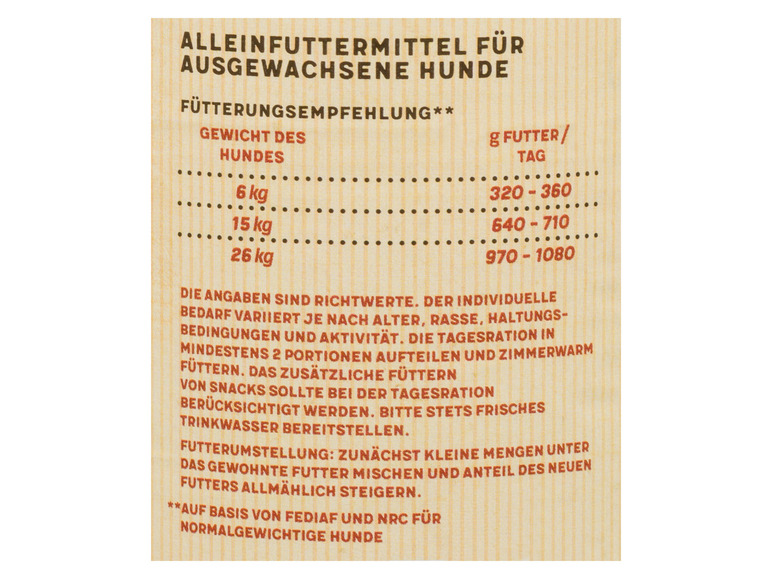 ALLEINFUTTERMITTEL FÜR
AUSGEWACHSENE HUNDE
FÜTTERUNGSEMPFEHLUNG**
GEWICHT DES
HUNDES
g FUTTER/
TAG
6 kg 320 - 360
15 kg 640 - 710
26 kg 970 - 1080
DIE ANGABEN SIND RICHTWERTE. DER INDIVIDUELLE
BEDARF VARIIERT JE NACH ALTER, RASSE, HALTUNGS-
BEDINGUNGEN UND AKTIVITÄT. DIE TAGESRATION IN
MINDESTENS 2 PORTIONEN AUFTEILEN UND ZIMMERWARM
FÜTTERN. DAS ZUSÄTZLICHE FÜTTERN
VON SNACKS SOLLTE BEI DER TAGESRATION
BERÜCKSICHTIGT WERDEN. BITTE STETS FRISCHES
TRINKWASSER BEREITSTELLEN.
FUTTERUMSTELLUNG: ZUNÄCHST KLEINE MENGEN UNTER
DAS GEWOHNTE FUTTER MISCHEN UND ANTEIL DES NEUEN
FUTTERS ALLMÄHLICH STEIGERN.
**AUF BASIS VON FEDIAF UND NRC FÜR
NORMALGEWICHTIGE HUNDE